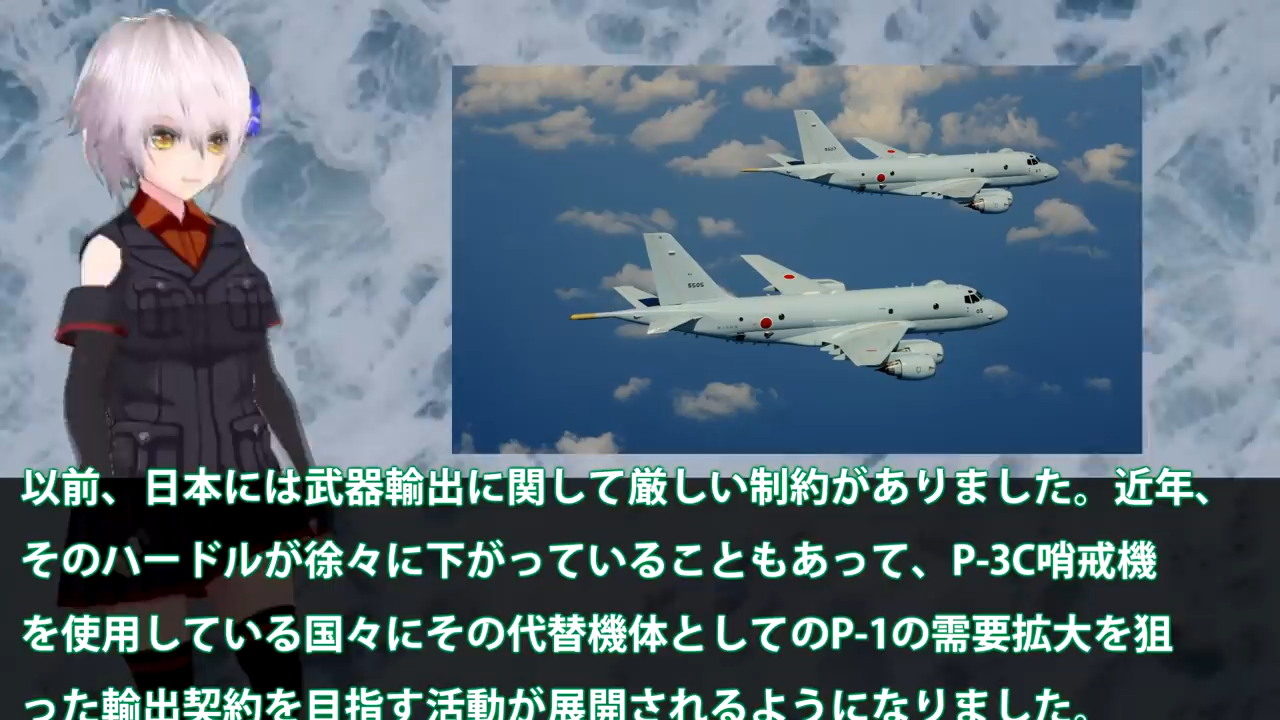 以前、日本には武器輸出に関して厳しい制約がありました。近年、
そのハードルが徐々に下がっていることもあって、P-3C哨戒機
を使用している国々にその代替機体としてのP-1の需要拡大を狙
った輸出契約を目指す活動が展開されるようになりました。
5507
5505
05